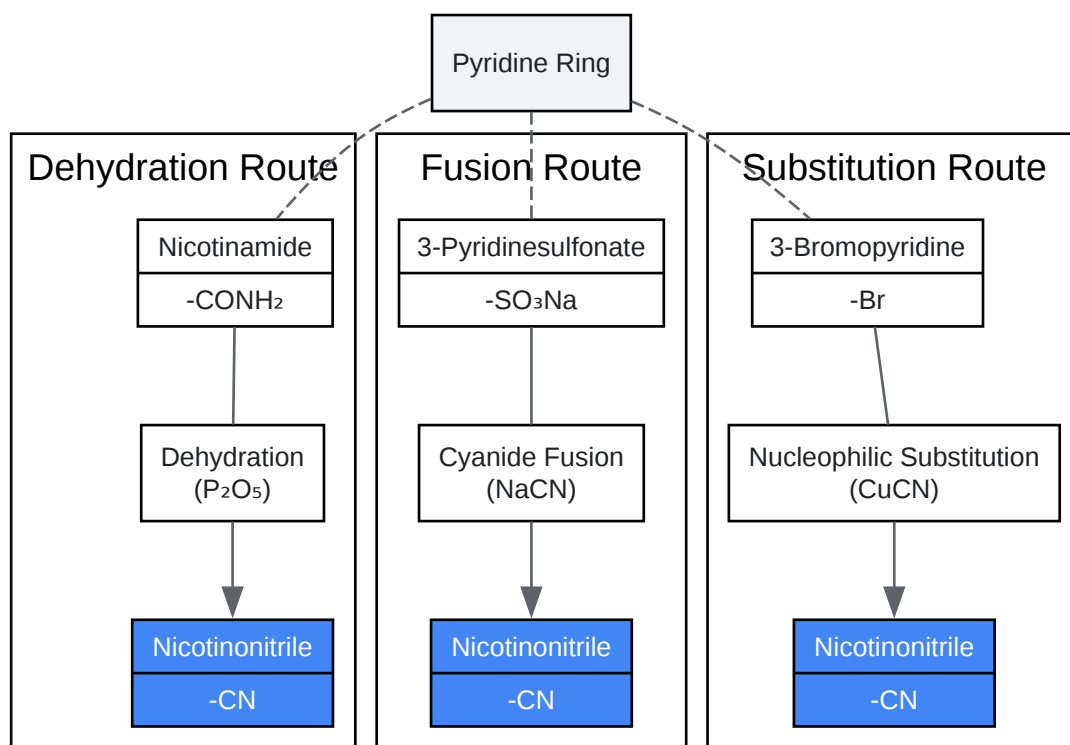 Pyridine Ring
Dehydration Route
Nicotinamide
-CONH₂
Dehydration
(P₂O₅)
Nicotinonitrile
-CN
Fusion Route
3-Pyridinesulfonate
-SO₃Na
Cyanide Fusion
(NaCN)
Nicotinonitrile
-CN
Substitution Route
3-Bromopyridine
-Br
Nucleophilic Substitution
(CuCN)
Nicotinonitrile
-CN